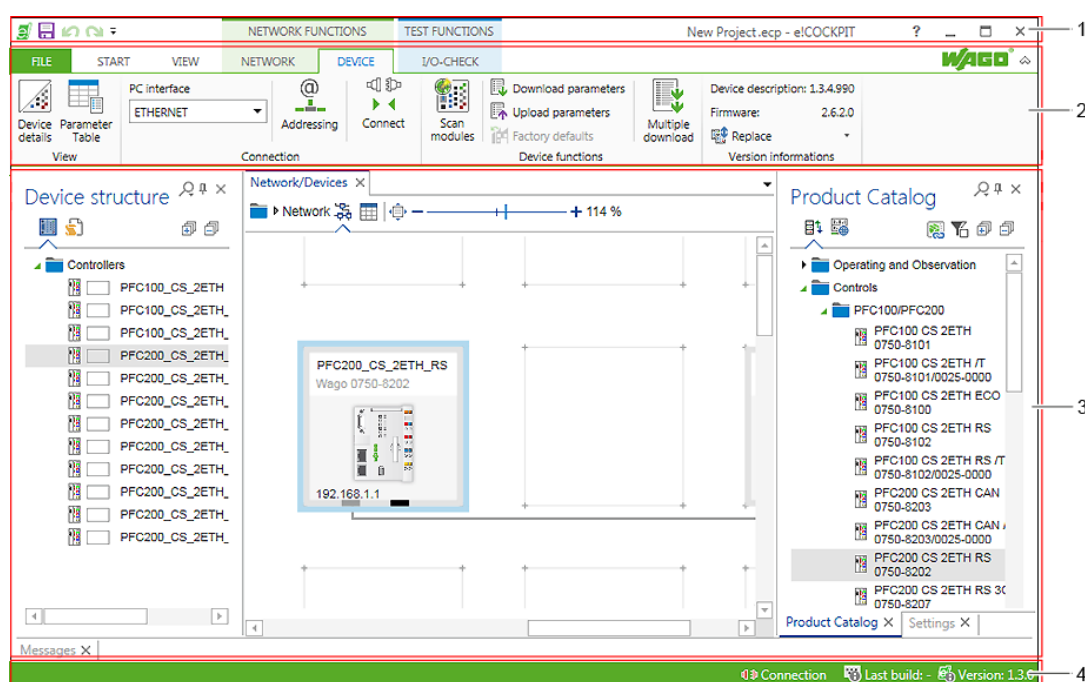 NETWORK FUNCTIONS TEST FUNCTIONS New Project.ecp - e!COCKPIT ? 1
FILE START VIEW NETWORK DEVICE I/O-CHECK WAGO
PC interface
ETHERNET
Device details
Parameter Table
View
Addressing
Connect
Connection
Scan modules
Download parameters
Upload parameters
Factory defaults
Device functions
Multiple download
Device description: 1.3.4.990
Firmware: 2.6.2.0
Replace
Version informations
2
Device structure
Controllers
PFC100_CS_2ETH
PFC100_CS_2ETH_
PFC100_CS_2ETH_
PFC200_CS_2ETH_
PFC200_CS_2ETH_
PFC200_CS_2ETH_
PFC200_CS_2ETH_
PFC200_CS_2ETH_
PFC200_CS_2ETH_
PFC200_CS_2ETH_
PFC200_CS_2ETH_
PFC200_CS_2ETH_
Network/Devices X
Network 114 %
PFC200_CS_2ETH_RS
Wago 0750-8202
192.168.1.1
Product Catalog
Operating and Observation
Controls
PFC100/PFC200
PFC100 CS 2ETH
0750-8101
PFC100 CS 2ETH /T
0750-8101/0025-0000
PFC100 CS 2ETH ECO
0750-8100
PFC100 CS 2ETH RS
0750-8102
PFC100 CS 2ETH RS /T
0750-8102/0025-0000
PFC200 CS 2ETH CAN
0750-8203
PFC200 CS 2ETH CAN /
0750-8203/0025-0000
PFC200 CS 2ETH RS
0750-8202
PFC200 CS 2ETH RS 3G
0750-8207
Product Catalog X Settings X
3
Messages X
Connection Last build: - Version: 1.3.6
4